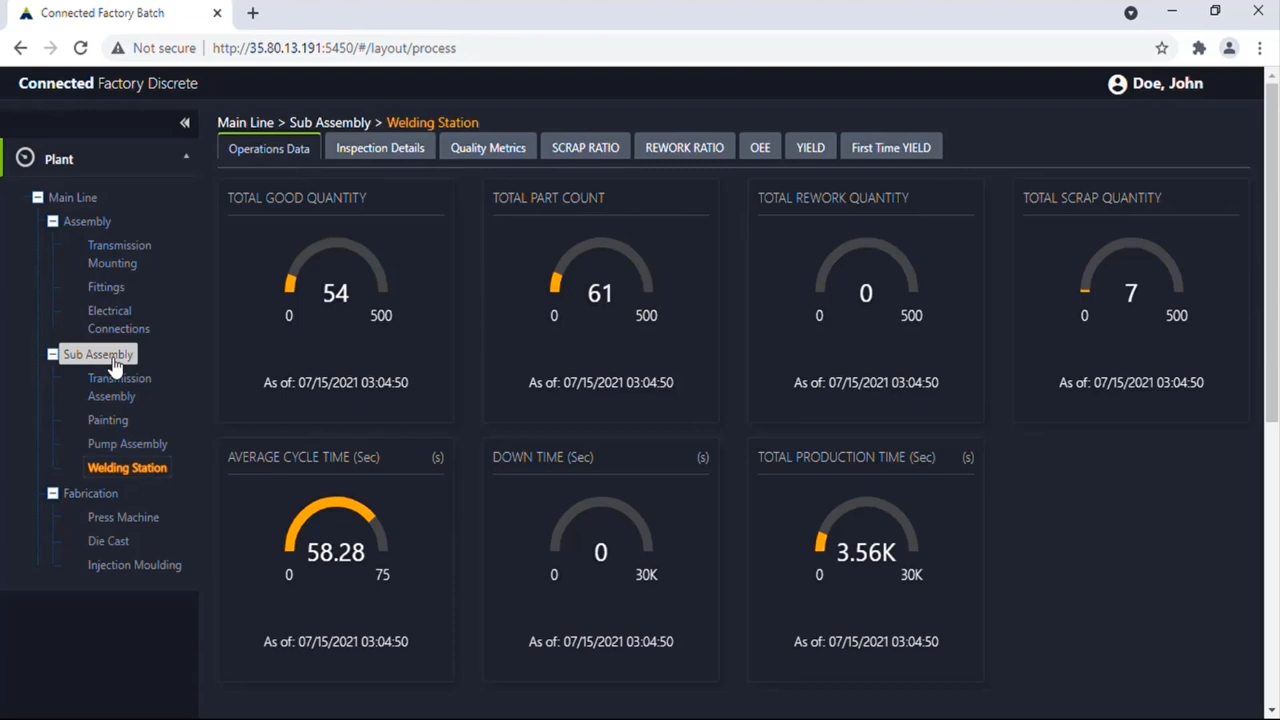 Connected Factory Batch
Not secure
http://35.80.13.191:5450/#/layout/process
Connected Factory Discrete
Doe, John
Plant
Main Line
Assembly
Transmission
Mounting
Fittings
Electrical
Connections
Sub Assembly
Transmission
Assembly
Painting
Pump Assembly
Welding Station
Fabrication
Press Machine
Die Cast
Injection Moulding
Main Line > Sub Assembly > Welding Station
Operations Data
Inspection Details
Quality Metrics
SCRAP RATIO
REWORK RATIO
OEE
YIELD
First Time YIELD
TOTAL GOOD QUANTITY
54
0 500
As of: 07/15/2021 03:04:50
TOTAL PART COUNT
61
0 500
As of: 07/15/2021 03:04:50
TOTAL REWORK QUANTITY
0
0 500
As of: 07/15/2021 03:04:50
TOTAL SCRAP QUANTITY
7
0 500
As of: 07/15/2021 03:04:50
AVERAGE CYCLE TIME (Sec) (s)
58.28
0 75
As of: 07/15/2021 03:04:50
DOWN TIME (Sec) (s)
0
0 30K
As of: 07/15/2021 03:04:50
TOTAL PRODUCTION TIME (Sec) (s)
3.56K
0 30K
As of: 07/15/2021 03:04:50